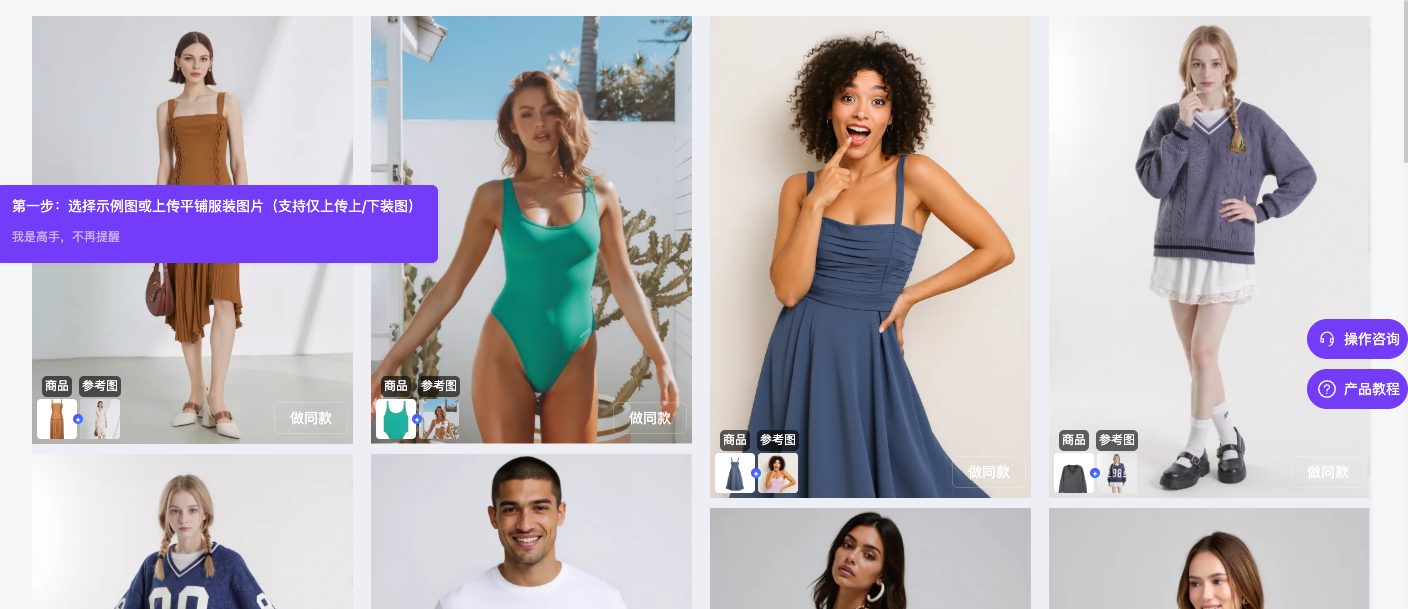 第一步：选择示例图或上传平铺服装图片（支持仅上传上/下装图）
我是高手，不再提醒
商品 参考图
做同款
商品 参考图
做同款
商品 参考图
做同款
商品 参考图
做同款
操作咨询
产品教程
98
98